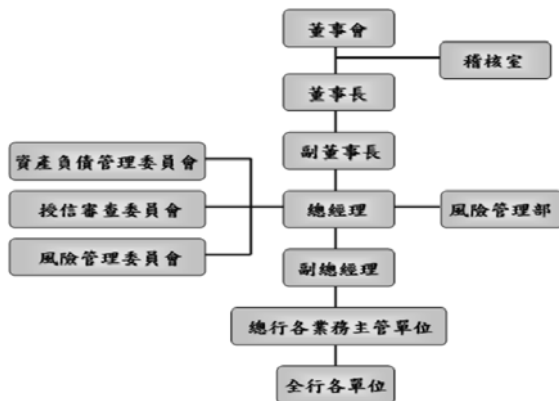 董事會
稽核室
董事長
副董事長
資產負債管理委員會
授信審查委員會
總經理
風險管理部
風險管理委員會
副總經理
總行各業務主管單位
全行各單位